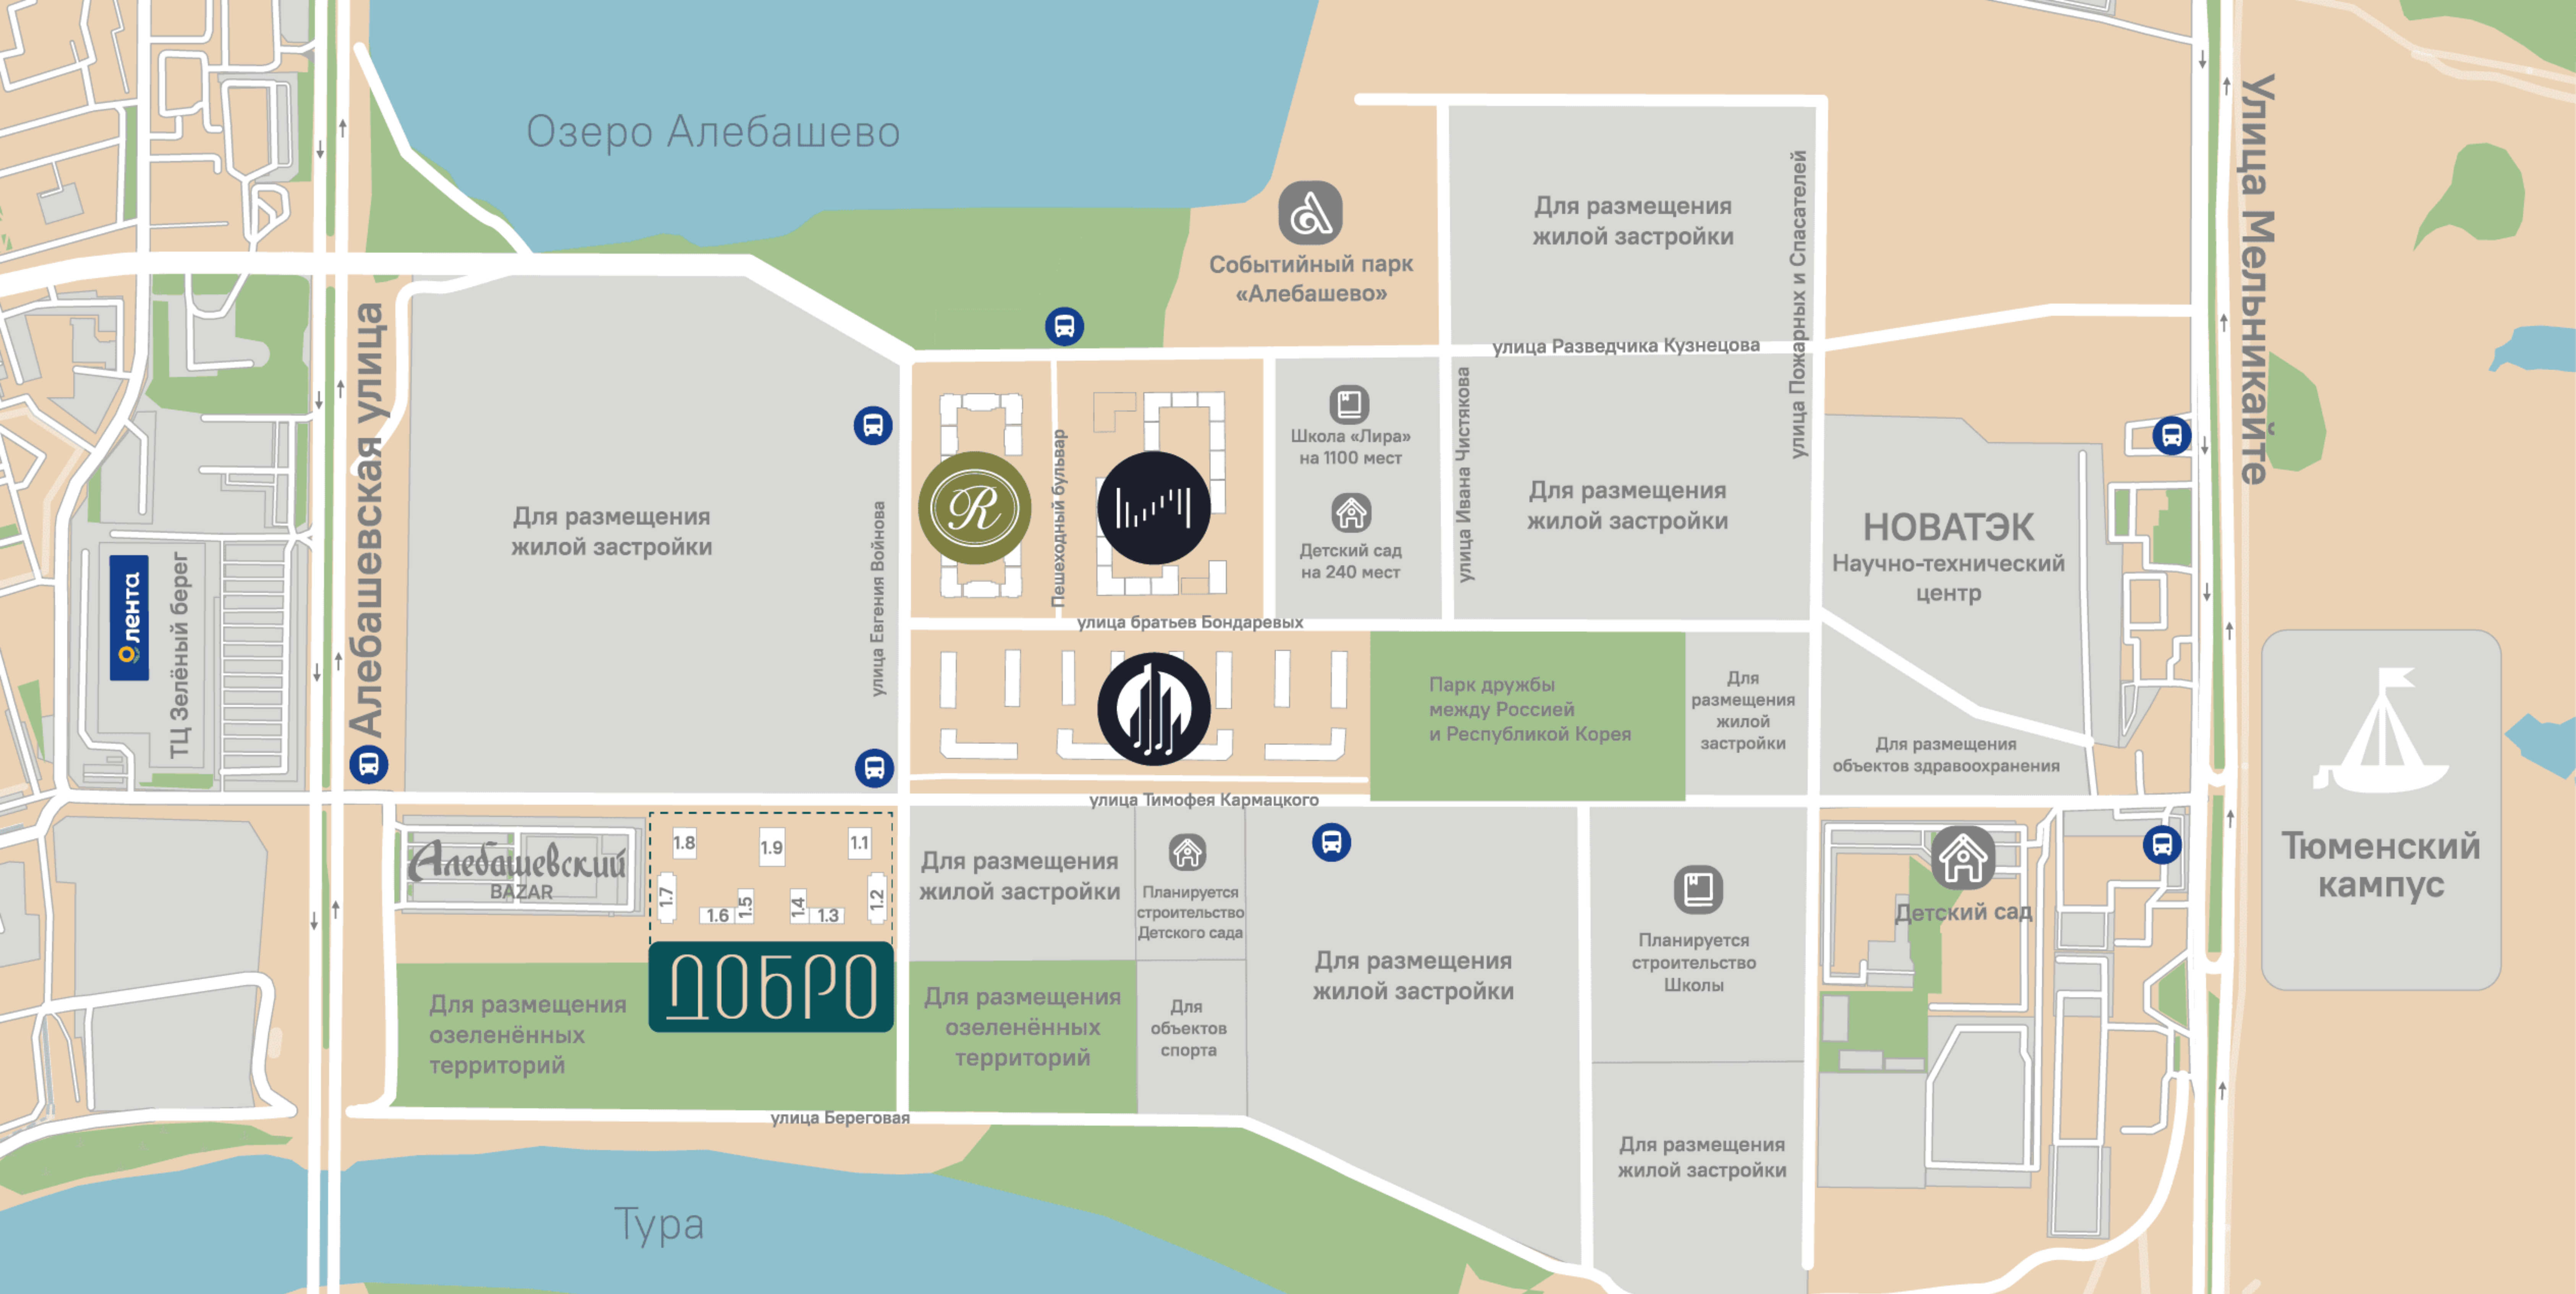 Озеро Алебашево
Событийный парк
«Алебашево»
Для размещения
жилой застройки
улица Пожарных и Спасателей
Улица Мельникайте
улица Разведчика Кузнецова
Алебашевская улица
Для размещения
жилой застройки
улица Евгения Войнова
R
Пешеходный бульвар
Школа «Лира»
на 1100 мест
Детский сад
на 240 мест
улица Ивана Чистякова
Для размещения
жилой застройки
НОВАТЭК
Научно-технический
центр
лента
ТЦ Зелёный берег
улица братьев Бондаревых
Парк дружбы
между Россией
и Республикой Корея
Для
размещения
жилой
застройки
Для размещения
объектов здравоохранения
Тюменский
кампус
улица Тимофея Кармацкого
Алебашевский
BAZAR
1.8
1.9
1.1
1.7
1.6
1.5
1.4
1.3
1.2
ДОБРО
Для размещения
жилой застройки
Планируется
строительство
Детского сада
Для размещения
жилой застройки
Планируется
строительство
Школы
Детский сад
Для размещения
озеленённых
территорий
Для размещения
озеленённых
территорий
Для
объектов
спорта
улица Береговая
Для размещения
жилой застройки
Тура